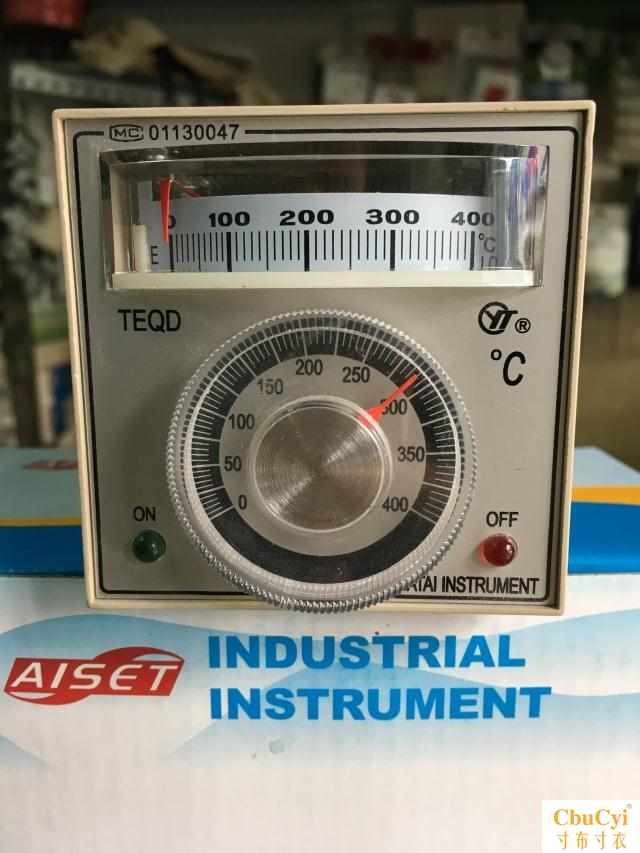 MC 01130047
0 100 200 300 400
E °C
TEQD
YT ®
°C
0 50 100 150 200 250 300 350 400
ON
OFF
INSTRUMENT
AISET
INDUSTRIAL
INSTRUMENT
CbuCyi
寸布寸衣